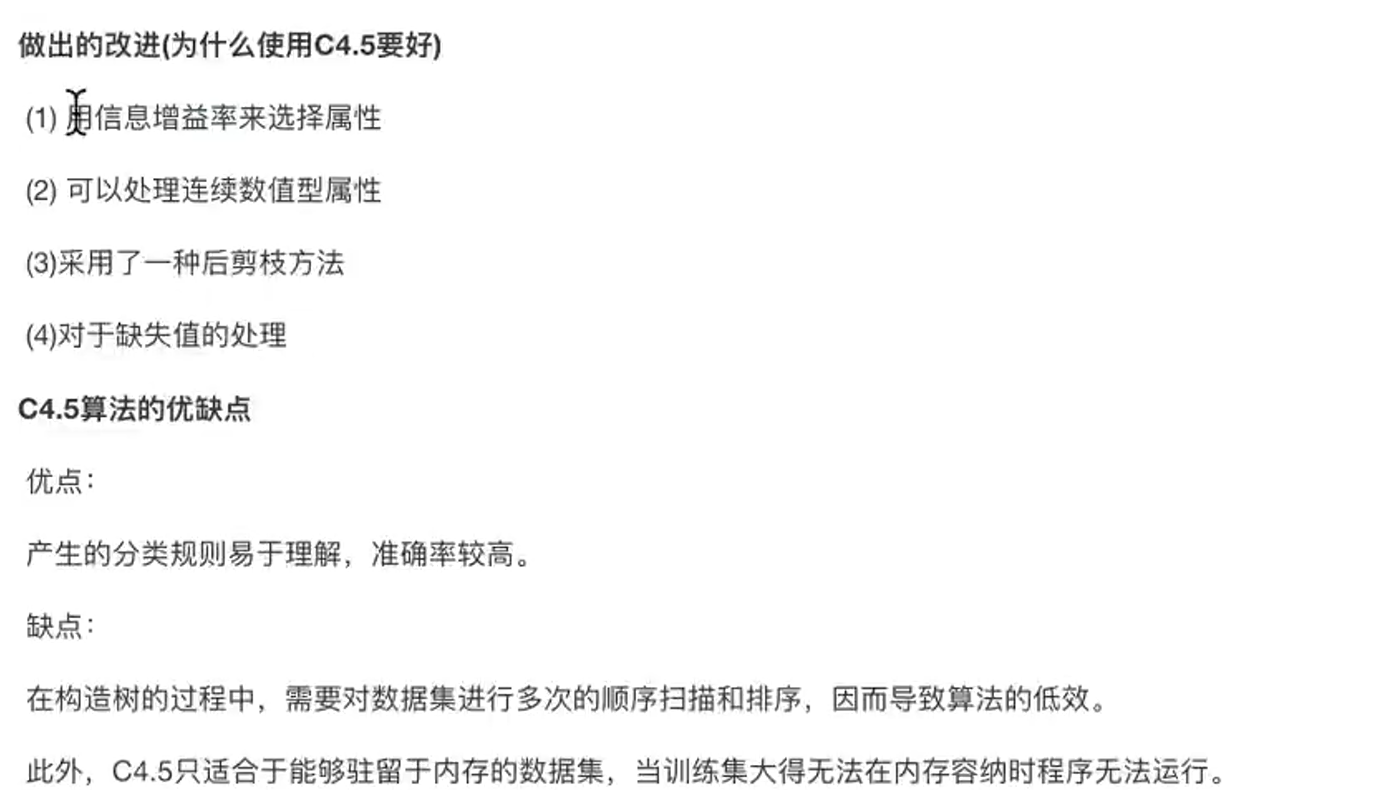 做出的改进(为什么使用C4.5要好)
(1) 用信息增益率来选择属性
(2) 可以处理连续数值型属性
(3)采用了一种后剪枝方法
(4)对于缺失值的处理
C4.5算法的优缺点
优点：
产生的分类规则易于理解，准确率较高。
缺点：
在构造树的过程中，需要对数据集进行多次的顺序扫描和排序，因而导致算法的低效。
此外，C4.5只适合于能够驻留于内存的数据集，当训练集大得无法在内存容纳时程序无法运行。